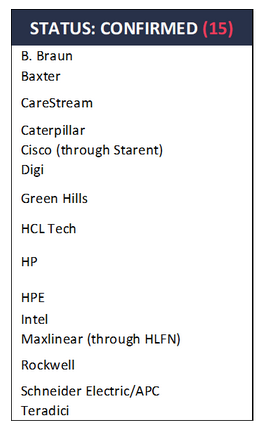 STATUS: CONFIRMED (15)
B. Braun
Baxter
CareStream
Caterpillar
Cisco (through Starent)
Digi
Green Hills
HCL Tech
HP
HPE
Intel
Maxlinear (through HLFN)
Rockwell
Schneider Electric/APC
Teradici